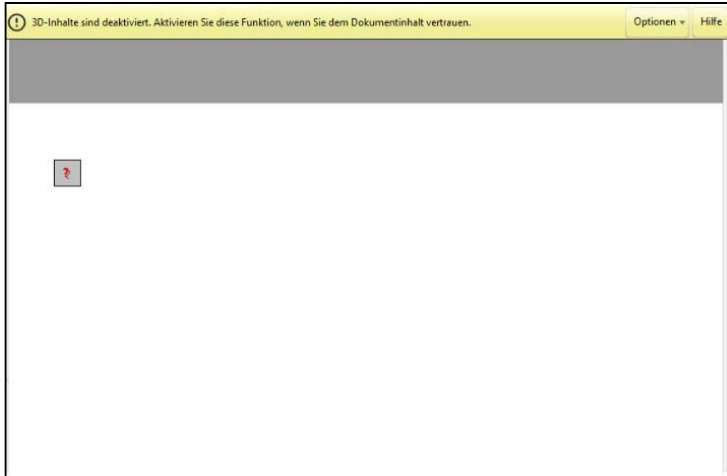 3D-Inhalte sind deaktiviert. Aktivieren Sie diese Funktion, wenn Sie dem Dokumentinhalt vertrauen. Optionen Hilfe
?